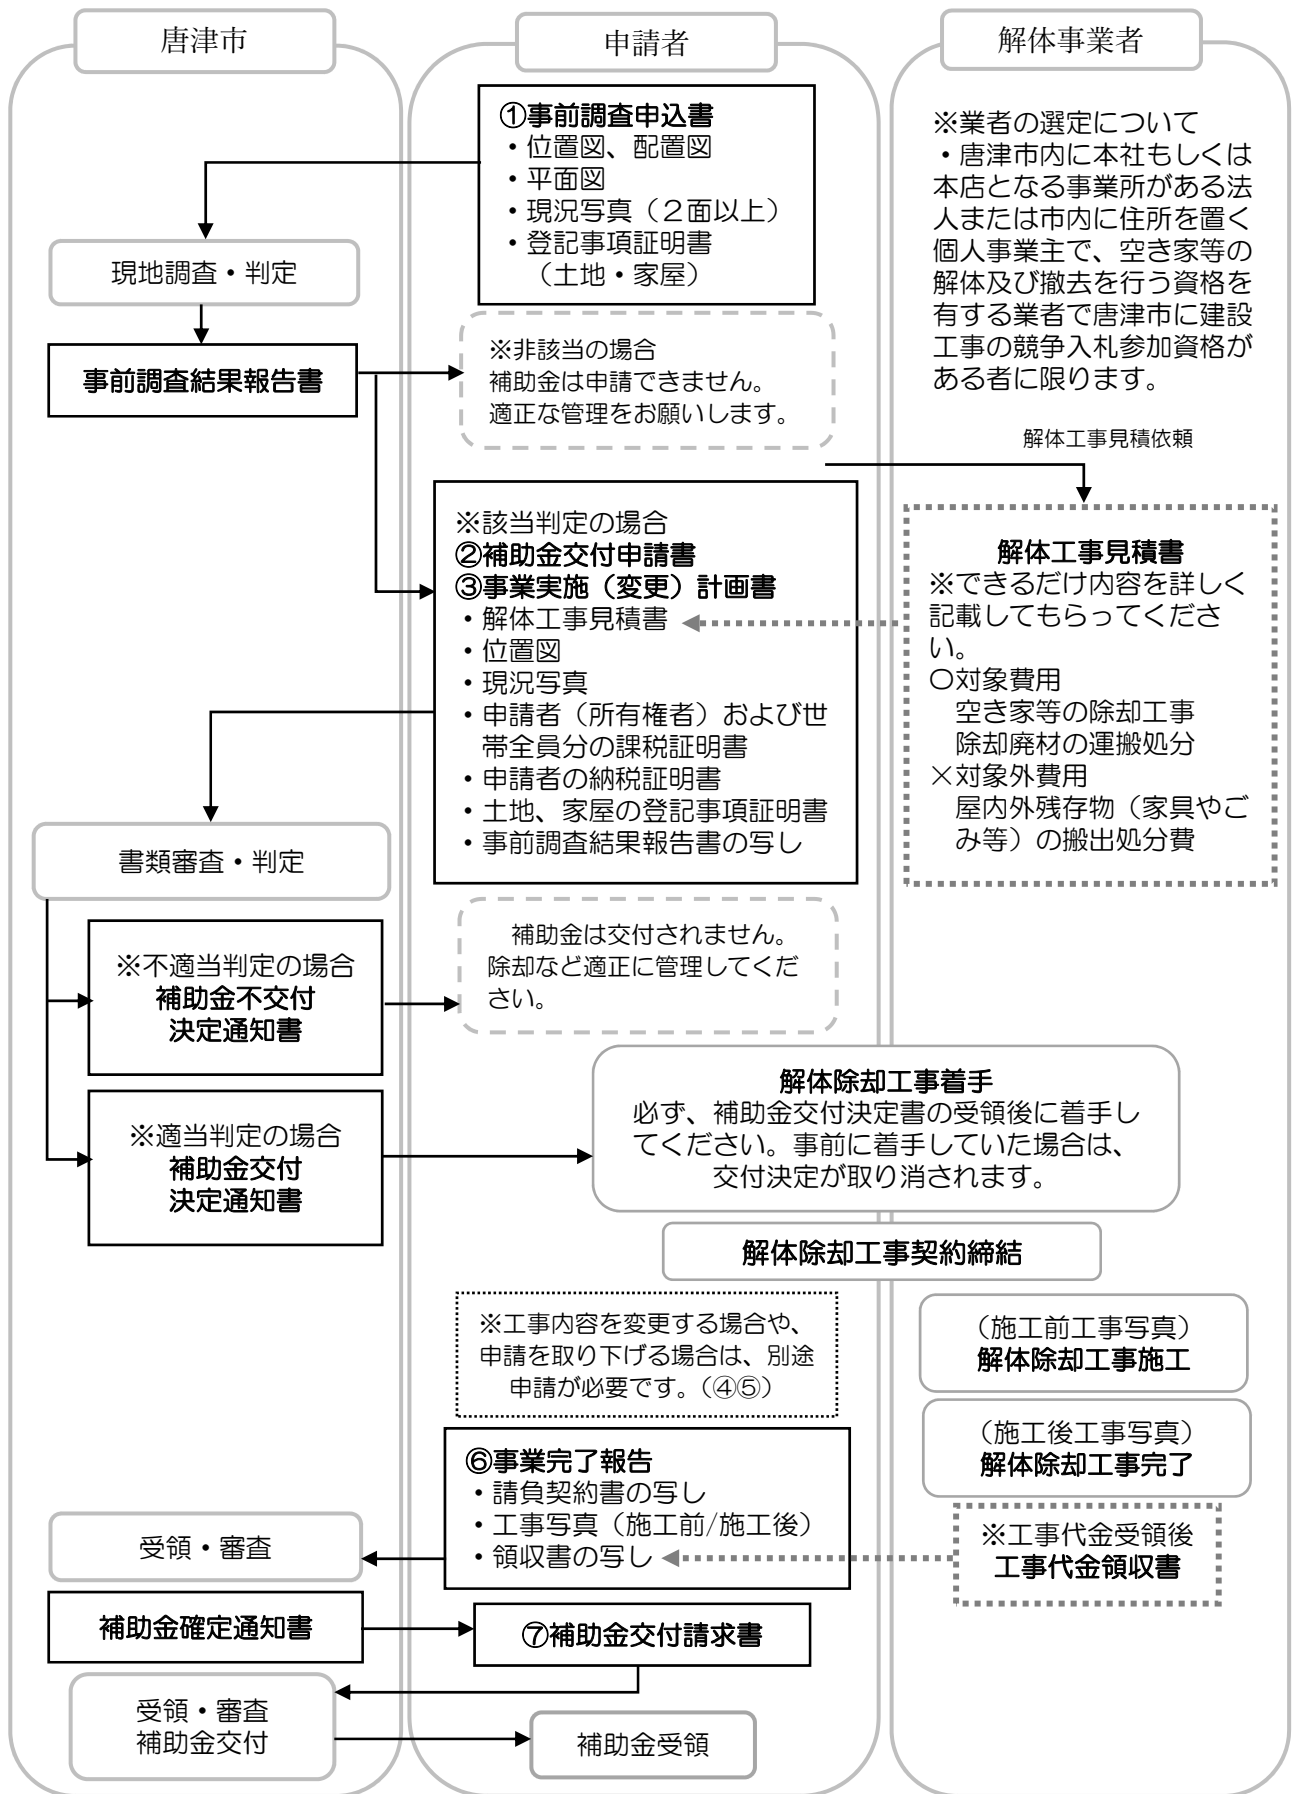 唐津市
申請者
解体事業者
①事前調査申込書
・位置図、配置図
・平面図
・現況写真（２面以上）
・登記事項証明書
（土地・家屋）
※業者の選定について
・唐津市内に本社もしくは
本店となる事業所がある法
人または市内に住所を置く
個人事業主で、空き家等の
解体及び撤去を行う資格を
有する業者で唐津市に建設
工事の競争入札参加資格が
ある者に限ります。
現地調査・判定
事前調査結果報告書
※非該当の場合
補助金は申請できません。
適正な管理をお願いします。
解体工事見積依頼
※該当判定の場合
②補助金交付申請書
③事業実施（変更）計画書
・解体工事見積書
・位置図
・現況写真
・申請者（所有権者）および世
帯全員分の課税証明書
・申請者の納税証明書
・土地、家屋の登記事項証明書
・事前調査結果報告書の写し
解体工事見積書
※できるだけ内容を詳しく
記載してもらってくださ
い。
〇対象費用
空き家等の除却工事
除却廃材の運搬処分
×対象外費用
屋内外残存物（家具やご
み等）の搬出処分費
書類審査・判定
※不適当判定の場合
補助金不交付
決定通知書
補助金は交付されません。
除却など適正に管理してくだ
さい。
※適当判定の場合
補助金交付
決定通知書
解体除却工事着手
必ず、補助金交付決定書の受領後に着手し
てください。事前に着手していた場合は、
交付決定が取り消されます。
解体除却工事契約締結
※工事内容を変更する場合や、
申請を取り下げる場合は、別途
申請が必要です。（④⑤）
（施工前工事写真）
解体除却工事施工
（施工後工事写真）
解体除却工事完了
⑥事業完了報告
・請負契約書の写し
・工事写真（施工前/施工後）
・領収書の写し
※工事代金受領後
工事代金領収書
受領・審査
補助金確定通知書
⑦補助金交付請求書
受領・審査
補助金交付
補助金受領